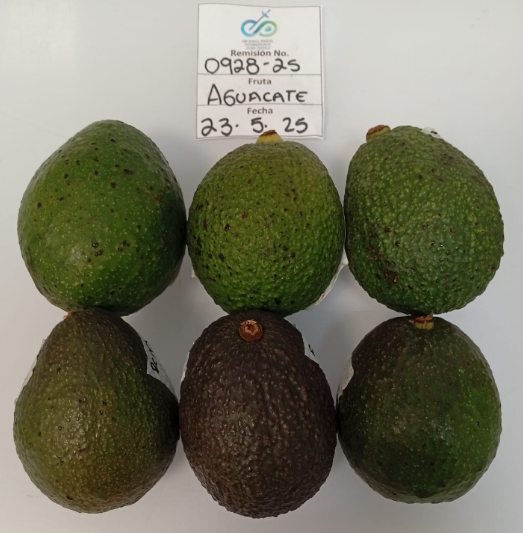 Remisión No.
0928-25
Fruta
AGUACATE
Fecha
23. 5. 25